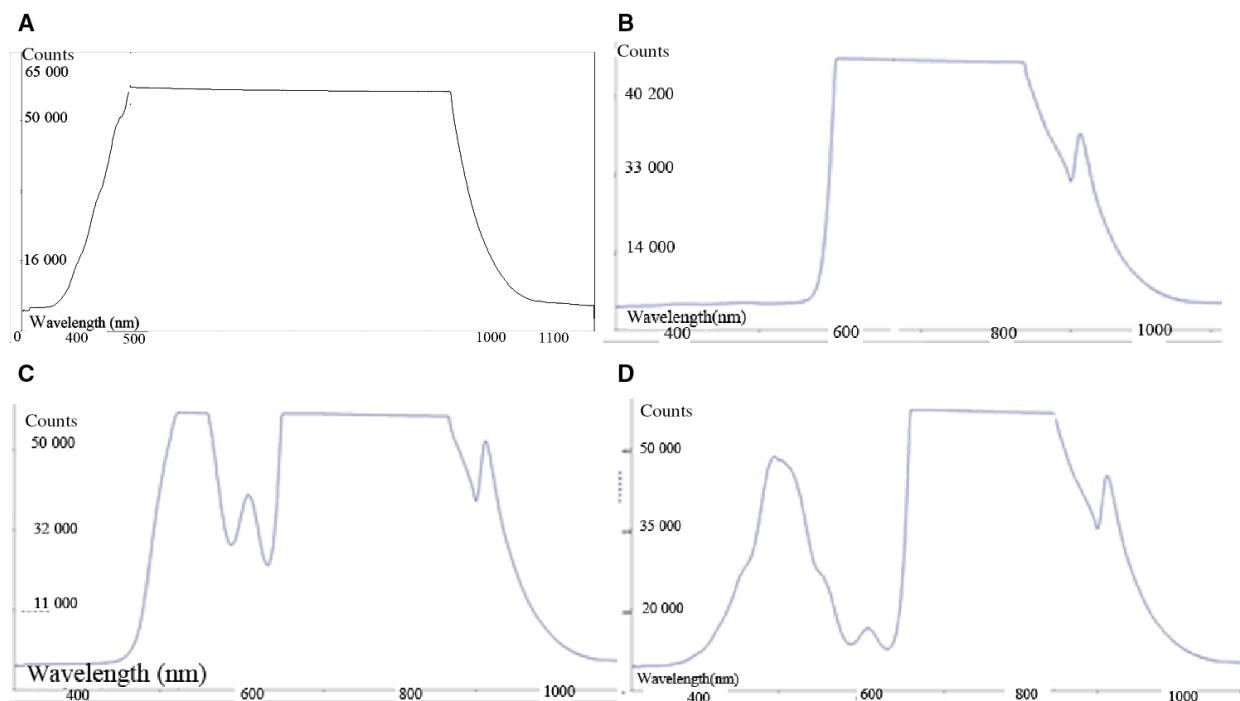 A
Counts
65 000
50 000
16 000
Wavelength (nm)
0 400 500 1000 1100
B
Counts
40 200
33 000
14 000
Wavelength(nm)
400 600 800 1000
C
Counts
50 000
32 000
11 000
Wavelength (nm)
400 600 800 1000
D
Counts
50 000
35 000
20 000
Wavelength(nm)
400 600 800 1000